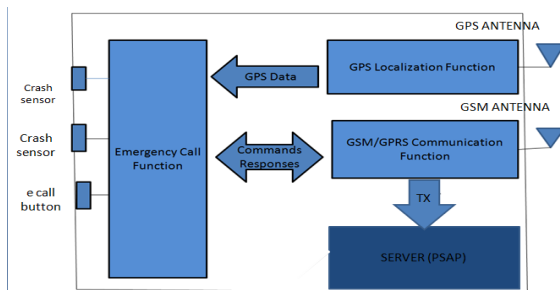 GPS ANTENNA
GPS Data
GPS Localization Function
GSM ANTENNA
Crash
sensor
Crash
sensor
e call
button
Emergency Call
Function
Commands
Responses
GSM/GPRS Communication
Function
TX
SERVER (PSAP)